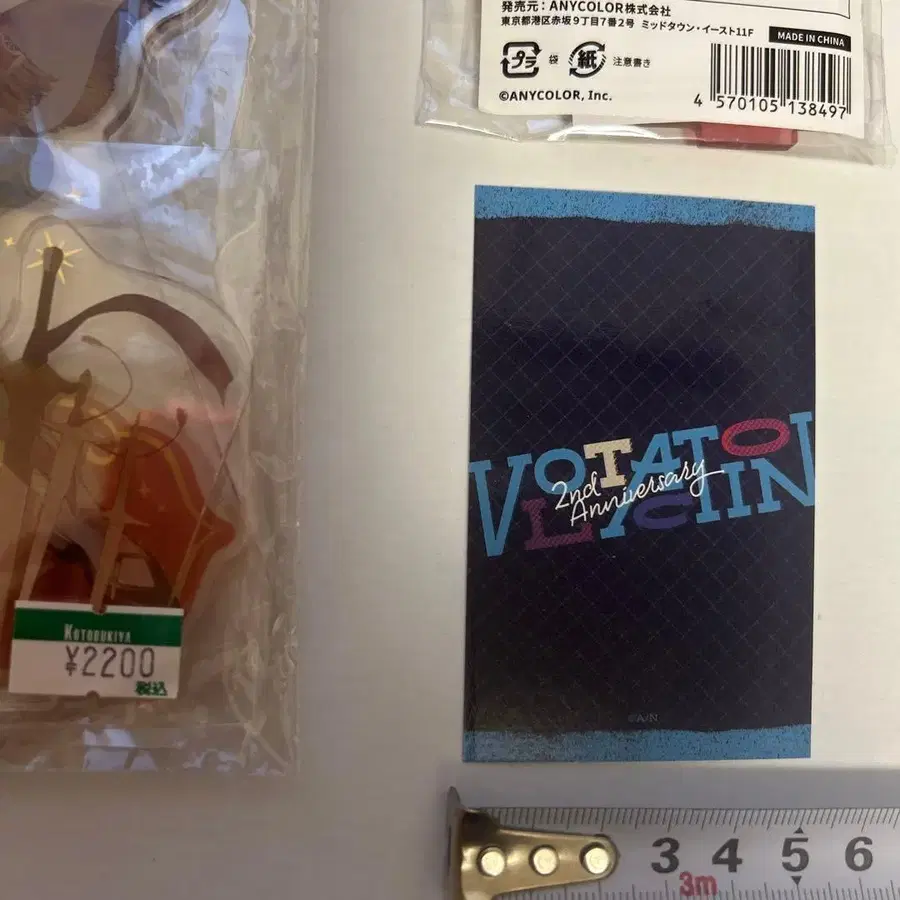 発売元：ANYCOLOR株式会社
東京都港区赤坂9丁目7番2号 ミッドタウン・イースト11F
MADE IN CHINA
プラ 袋 紙 注意書き
©ANYCOLOR, Inc.
4 570105 138497
VOLTACTION
2nd Anniversary
©A/N
KOTOBUKIYA
¥2200
税込
3 4 5 6
3m